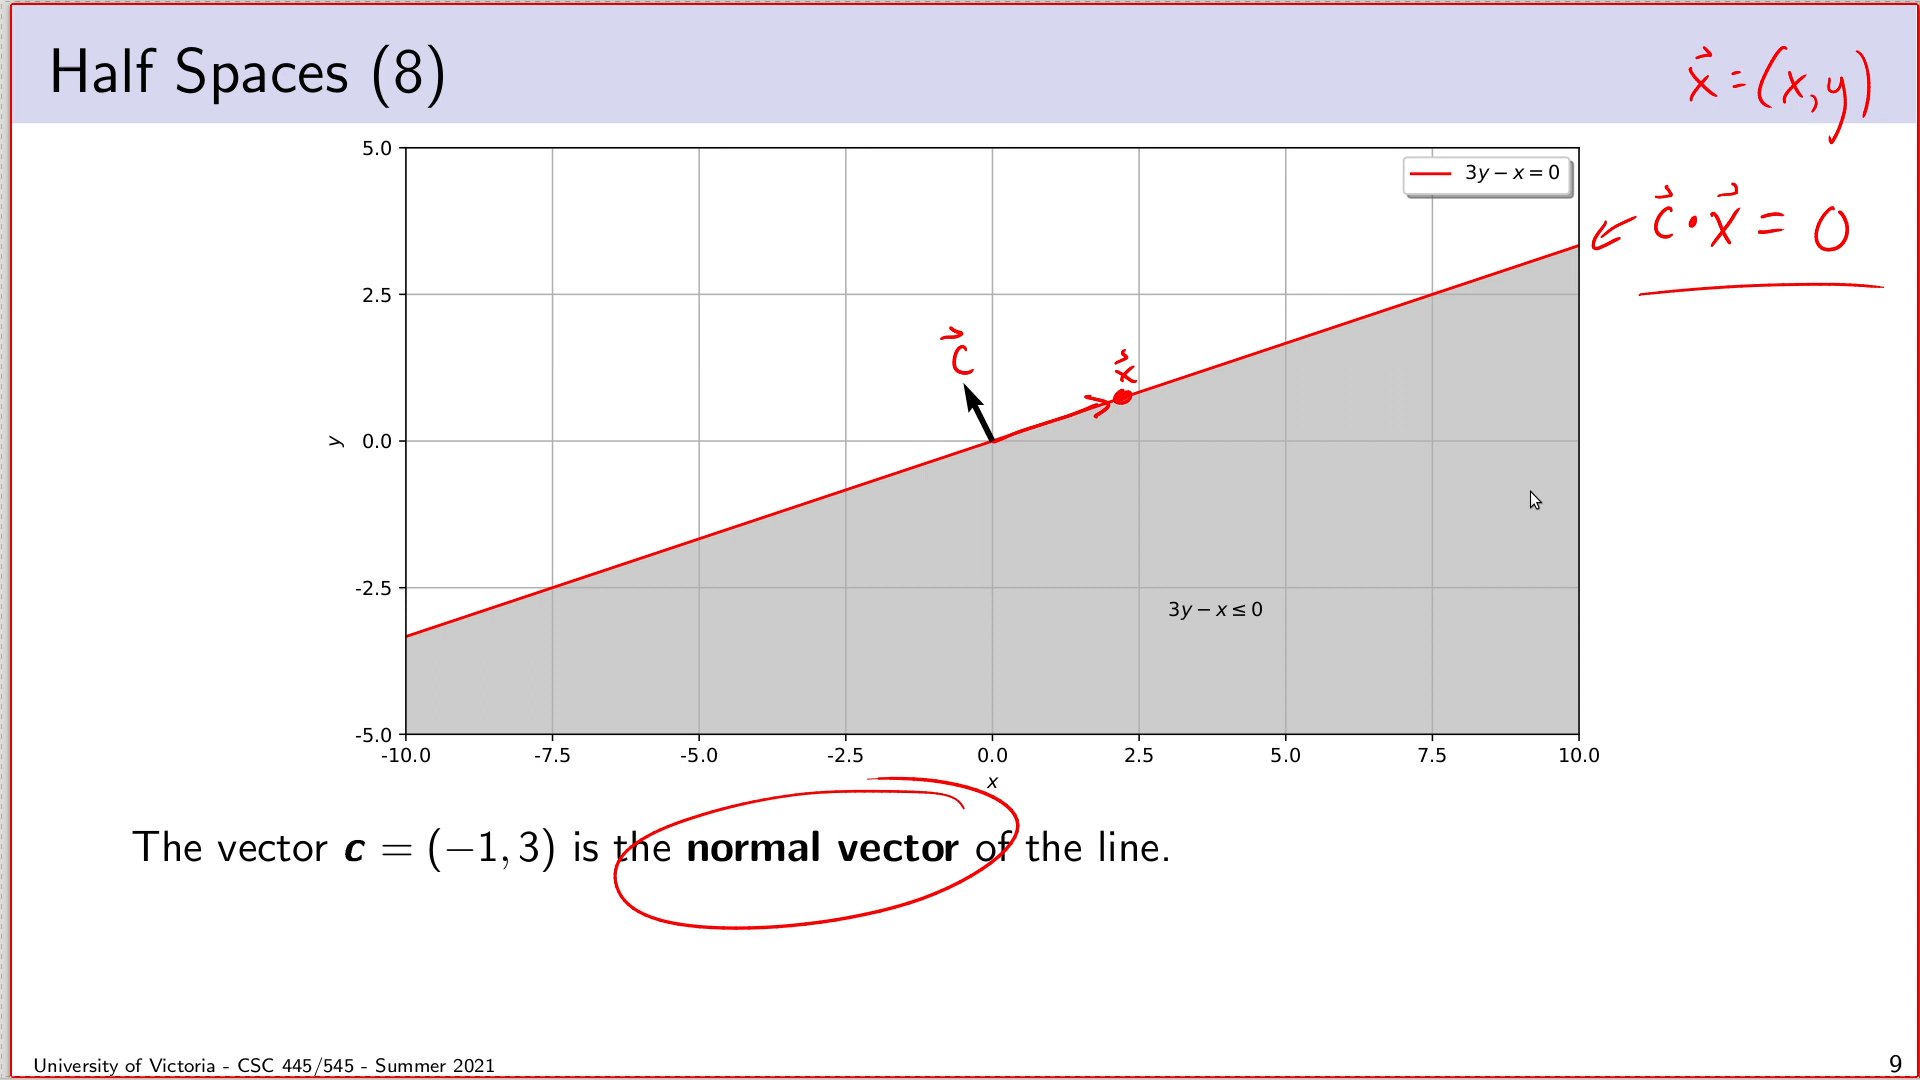 Half Spaces (8)
x⃗ = (x, y)
5.0
3y − x = 0
c⃗ · x⃗ = 0
2.5
c⃗
x⃗
y
0.0
-2.5
3y − x ≤ 0
-5.0
-10.0 -7.5 -5.0 -2.5 0.0 2.5 5.0 7.5 10.0
x
The vector c = (−1, 3) is the normal vector of the line.
University of Victoria - CSC 445/545 - Summer 2021
9